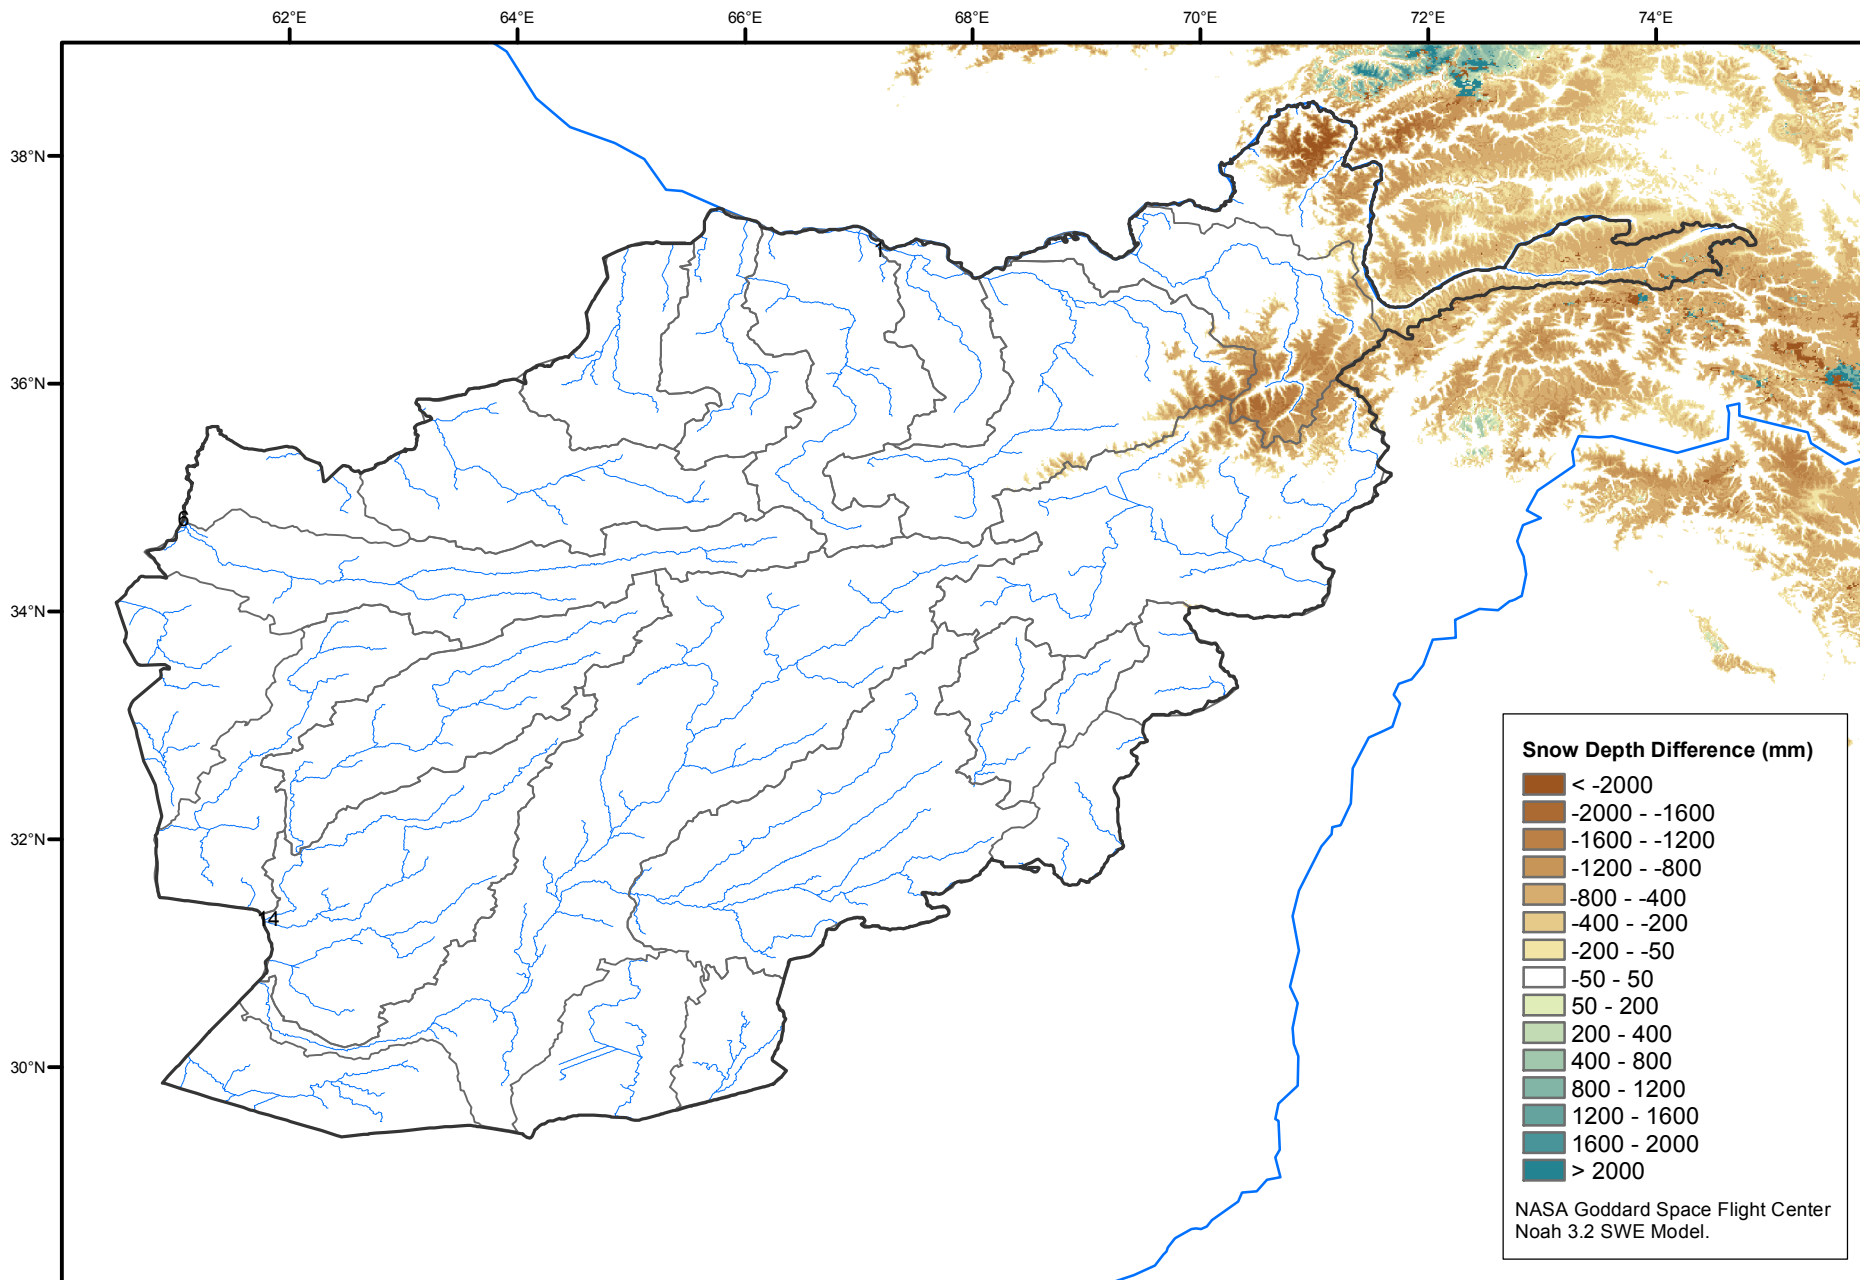 62°E 64°E 66°E 68°E 70°E 72°E 74°E
38°N
1
36°N
6
34°N
32°N
14
30°N
Snow Depth Difference (mm)
< -2000
-2000 - -1600
-1600 - -1200
-1200 - -800
-800 - -400
-400 - -200
-200 - -50
-50 - 50
50 - 200
200 - 400
400 - 800
800 - 1200
1200 - 1600
1600 - 2000
> 2000
NASA Goddard Space Flight Center
Noah 3.2 SWE Model.